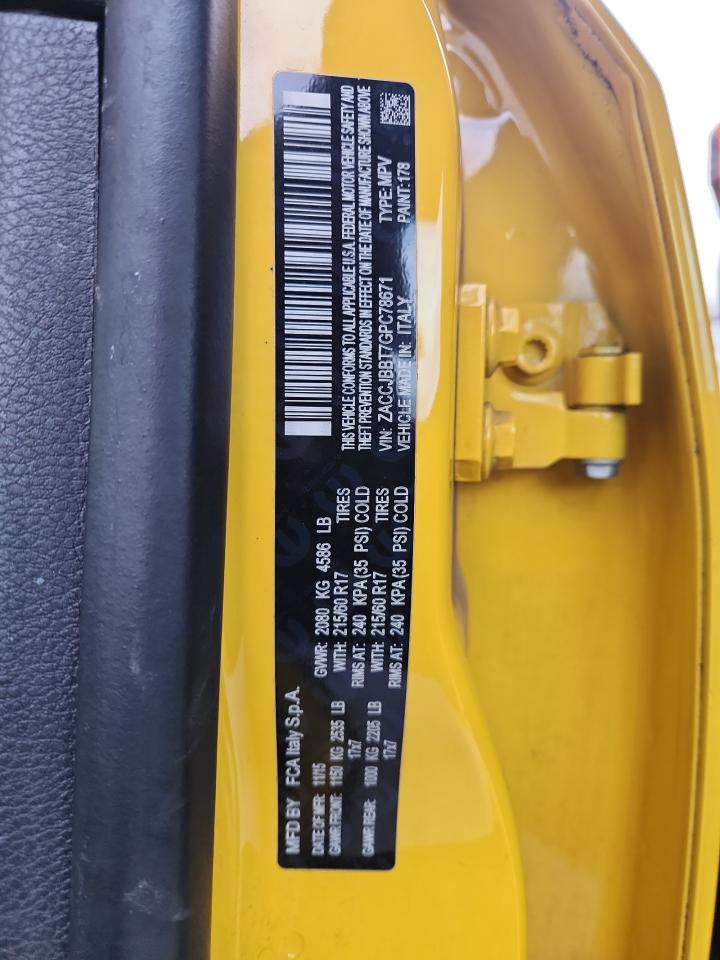 MFD BY FCA Italy S.p.A.
DATE OF MFR: 11/15 GVWR: 2080 KG 4586 LB
GAWR FRONT: 1150 KG 2535 LB WITH: 215/60 R17 TIRES
17x7 RIMS AT: 240 KPA(35 PSI) COLD
GAWR REAR: 1000 KG 2205 LB WITH: 215/60 R17 TIRES
17x7 RIMS AT: 240 KPA(35 PSI) COLD
THIS VEHICLE CONFORMS TO ALL APPLICABLE U.S.A. FEDERAL MOTOR VEHICLE SAFETY AND
THEFT PREVENTION STANDARDS IN EFFECT ON THE DATE OF MANUFACTURE SHOWN ABOVE
VIN: ZACCJBBT7GPC78671 TYPE: MPV
VEHICLE MADE IN: ITALY PAINT: 178